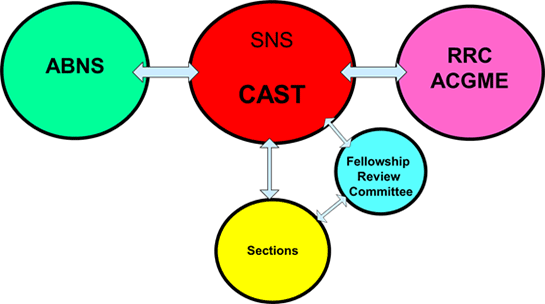 ABNS
SNS
CAST
RRC
ACGME
Fellowship
Review
Committee
Sections